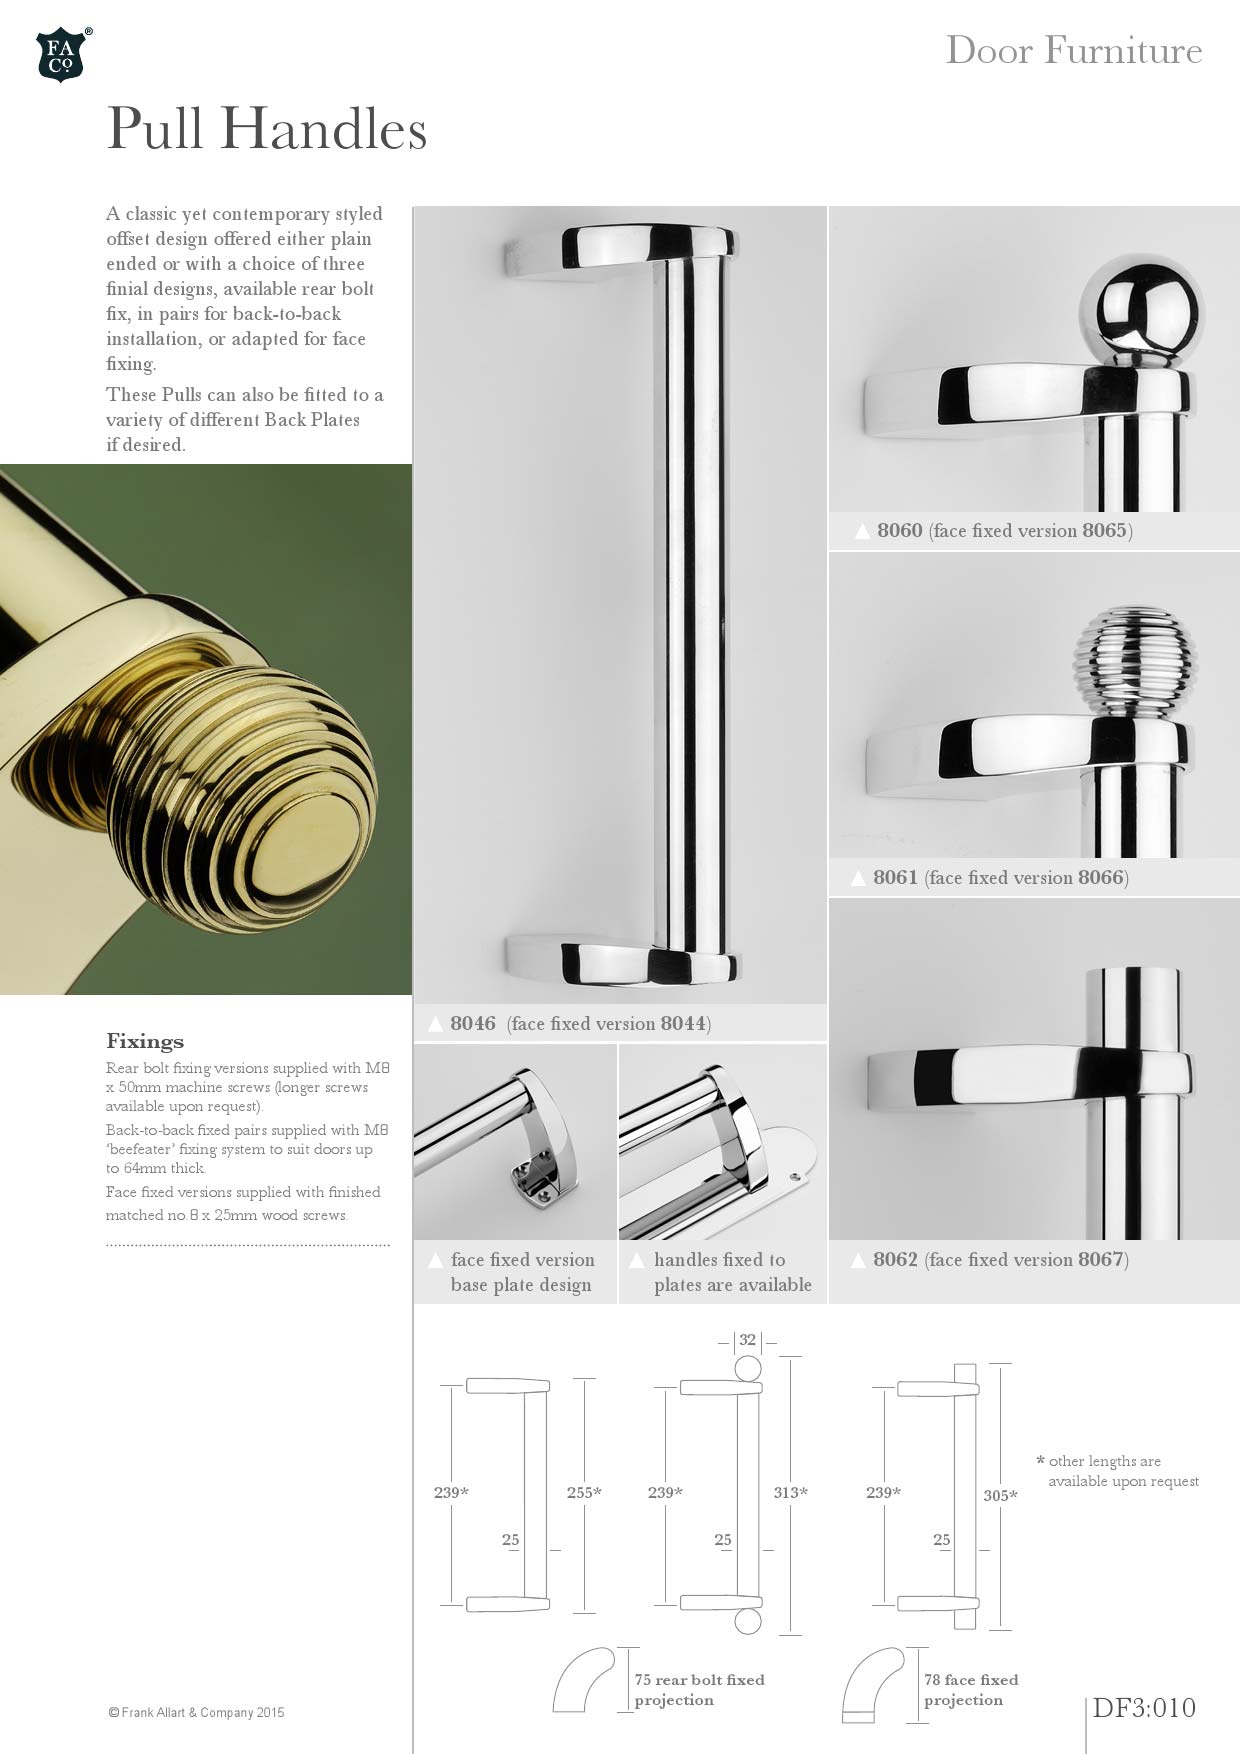 FA
Co.
®
Door Furniture
Pull Handles
A classic yet contemporary styled
offset design offered either plain
ended or with a choice of three
finial designs, available rear bolt
fix, in pairs for back-to-back
installation, or adapted for face
fixing.
These Pulls can also be fitted to a
variety of different Back Plates
if desired.
Fixings
Rear bolt fixing versions supplied with M8
x 50mm machine screws (longer screws
available upon request).
Back-to-back fixed pairs supplied with M8
‘beefeater’ fixing system to suit doors up
to 64mm thick.
Face fixed versions supplied with finished
matched no.8 x 25mm wood screws.
▲ 8046 (face fixed version 8044)
▲ face fixed version
base plate design
▲ handles fixed to
plates are available
▲ 8060 (face fixed version 8065)
▲ 8061 (face fixed version 8066)
▲ 8062 (face fixed version 8067)
239*
25
255*
32
239*
25
313*
239*
25
305*
* other lengths are
available upon request
75 rear bolt fixed
projection
78 face fixed
projection
© Frank Allart & Company 2015
DF3:010